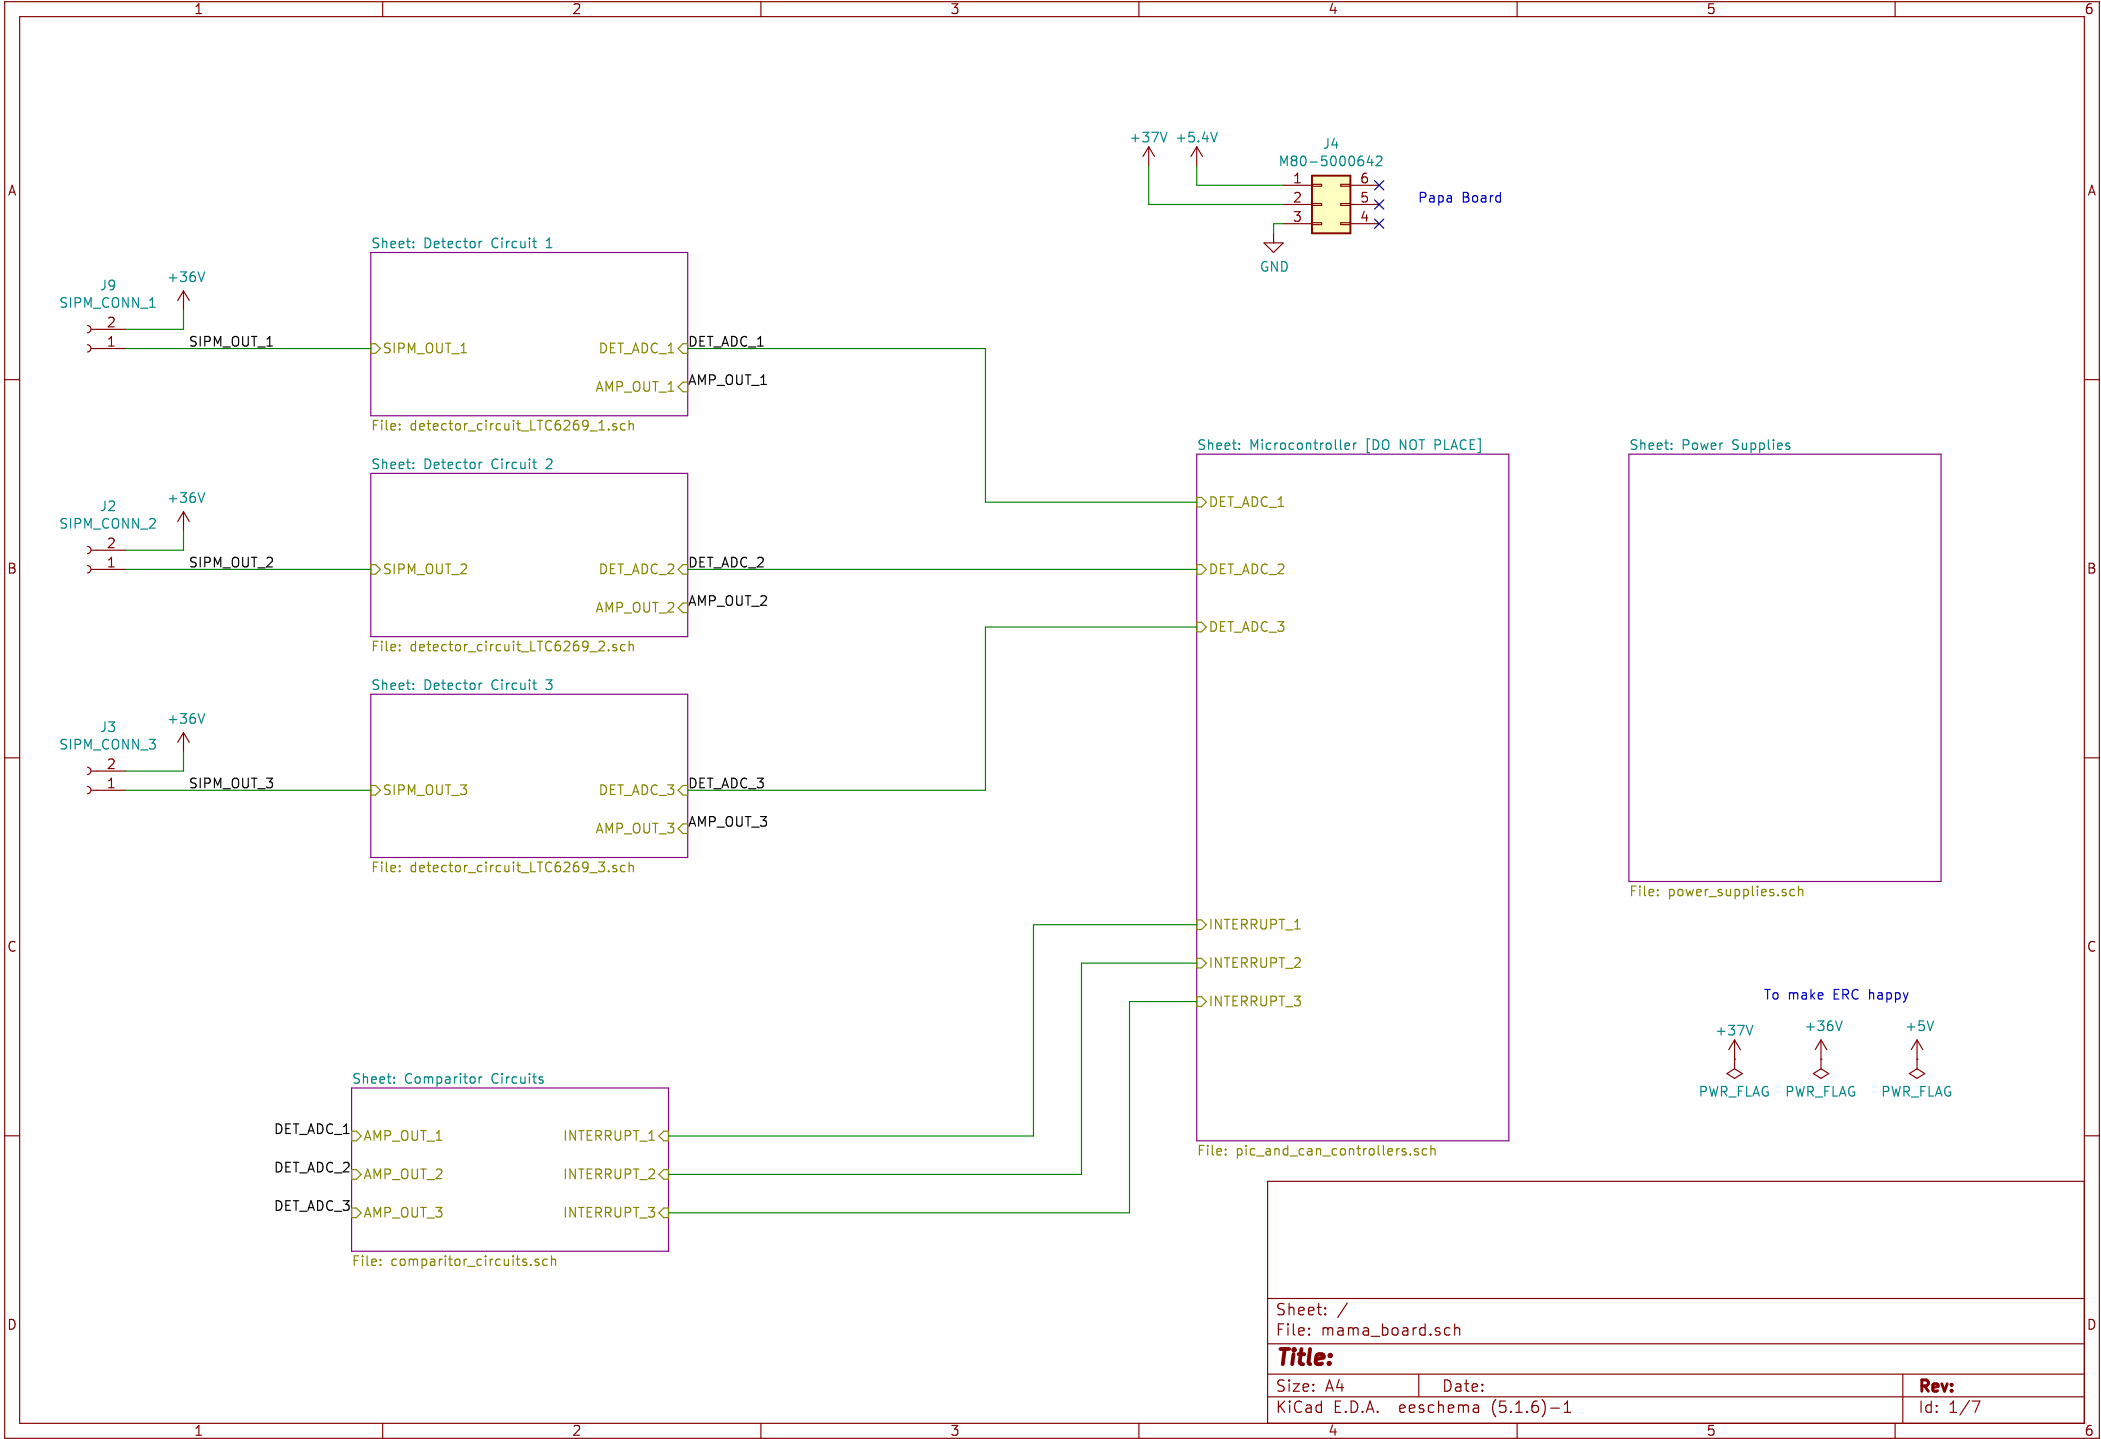 1 2 3 4 5 6
+37V +5.4V
J4
M80-5000642
1 6
2 5
3 4
Papa Board
GND
A A
Sheet: Detector Circuit 1
J9
SIPM_CONN_1
+36V
2
1
SIPM_OUT_1
SIPM_OUT_1
DET_ADC_1
DET_ADC_1
AMP_OUT_1
AMP_OUT_1
File: detector_circuit_LTC6269_1.sch
Sheet: Detector Circuit 2
J2
SIPM_CONN_2
+36V
2
1
SIPM_OUT_2
SIPM_OUT_2
DET_ADC_2
DET_ADC_2
AMP_OUT_2
AMP_OUT_2
File: detector_circuit_LTC6269_2.sch
B B
Sheet: Detector Circuit 3
J3
SIPM_CONN_3
+36V
2
1
SIPM_OUT_3
SIPM_OUT_3
DET_ADC_3
DET_ADC_3
AMP_OUT_3
AMP_OUT_3
File: detector_circuit_LTC6269_3.sch
Sheet: Microcontroller [DO NOT PLACE]
DET_ADC_1
DET_ADC_2
DET_ADC_3
INTERRUPT_1
INTERRUPT_2
INTERRUPT_3
File: pic_and_can_controllers.sch
Sheet: Power Supplies
File: power_supplies.sch
C C
To make ERC happy
+37V +36V +5V
PWR_FLAG PWR_FLAG PWR_FLAG
Sheet: Comparitor Circuits
DET_ADC_1
AMP_OUT_1
INTERRUPT_1
DET_ADC_2
AMP_OUT_2
INTERRUPT_2
DET_ADC_3
AMP_OUT_3
INTERRUPT_3
File: comparitor_circuits.sch
D D
Sheet: /
File: mama_board.sch
Title:
Size: A4 Date: Rev:
KiCad E.D.A. eeschema (5.1.6)-1 Id: 1/7
1 2 3 4 5 6